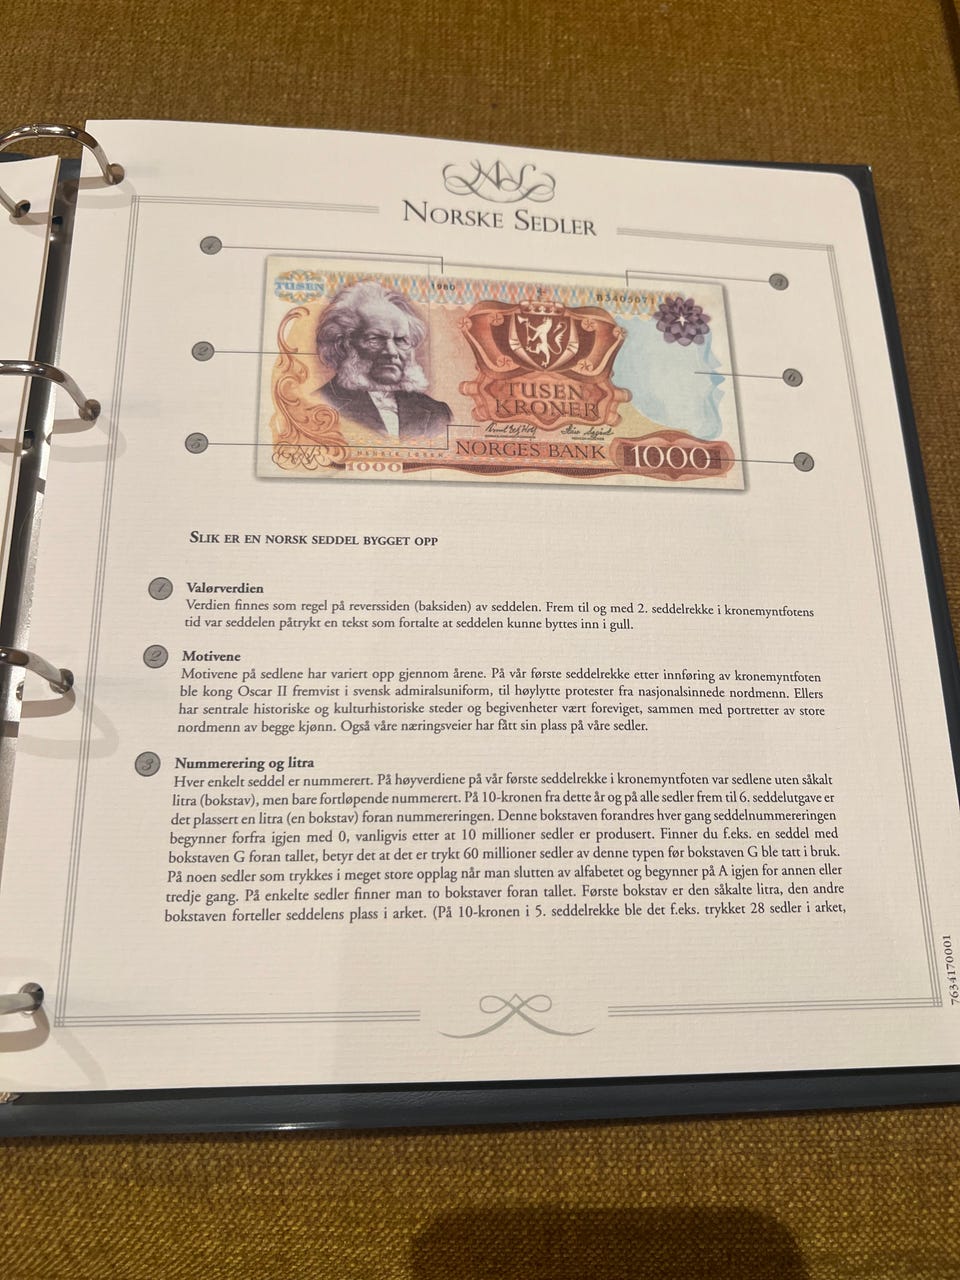 NORSKE SEDLER
4
TUSEN
1980
3
2
TUSEN
KRONER
6
5
HENRIK IBSEN
NORGES BANK
1000
1000
1
SLIK ER EN NORSK SEDDEL BYGGET OPP
1 Valørverdien
Verdien finnes som regel på reverssiden (baksiden) av seddelen. Frem til og med 2. seddelrekke i kronemyntfotens
tid var seddelen påtrykt en tekst som fortalte at seddelen kunne byttes inn i gull.
2 Motivene
Motivene på sedlene har variert opp gjennom årene. På vår første seddelrekke etter innføring av kronemyntfoten
ble kong Oscar II fremvist i svensk admiralsuniform, til høylytte protester fra nasjonalsinnede nordmenn. Ellers
har sentrale historiske og kulturhistoriske steder og begivenheter vært foreviget, sammen med portretter av store
nordmenn av begge kjønn. Også våre næringsveier har fått sin plass på våre sedler.
3 Nummerering og litra
Hver enkelt seddel er nummerert. På høyverdiene på vår første seddelrekke i kronemyntfoten var sedlene uten såkalt
litra (bokstav), men bare fortløpende nummerert. På 10-kronen fra dette år og på alle sedler frem til 6. seddelutgave er
det plassert en litra (en bokstav) foran nummereringen. Denne bokstaven forandres hver gang seddelnummereringen
begynner forfra igjen med 0, vanligvis etter at 10 millioner sedler er produsert. Finner du f.eks. en seddel med
bokstaven G foran tallet, betyr det at det er trykt 60 millioner sedler av denne typen før bokstaven G ble tatt i bruk.
På noen sedler som trykkes i meget store opplag når man slutten av alfabetet og begynner på A igjen for annen eller
tredje gang. På enkelte sedler finner man to bokstaver foran tallet. Første bokstav er den såkalte litra, den andre
bokstaven forteller seddelens plass i arket. (På 10-kronen i 5. seddelrekke ble det f.eks. trykket 28 sedler i arket,
7634170001